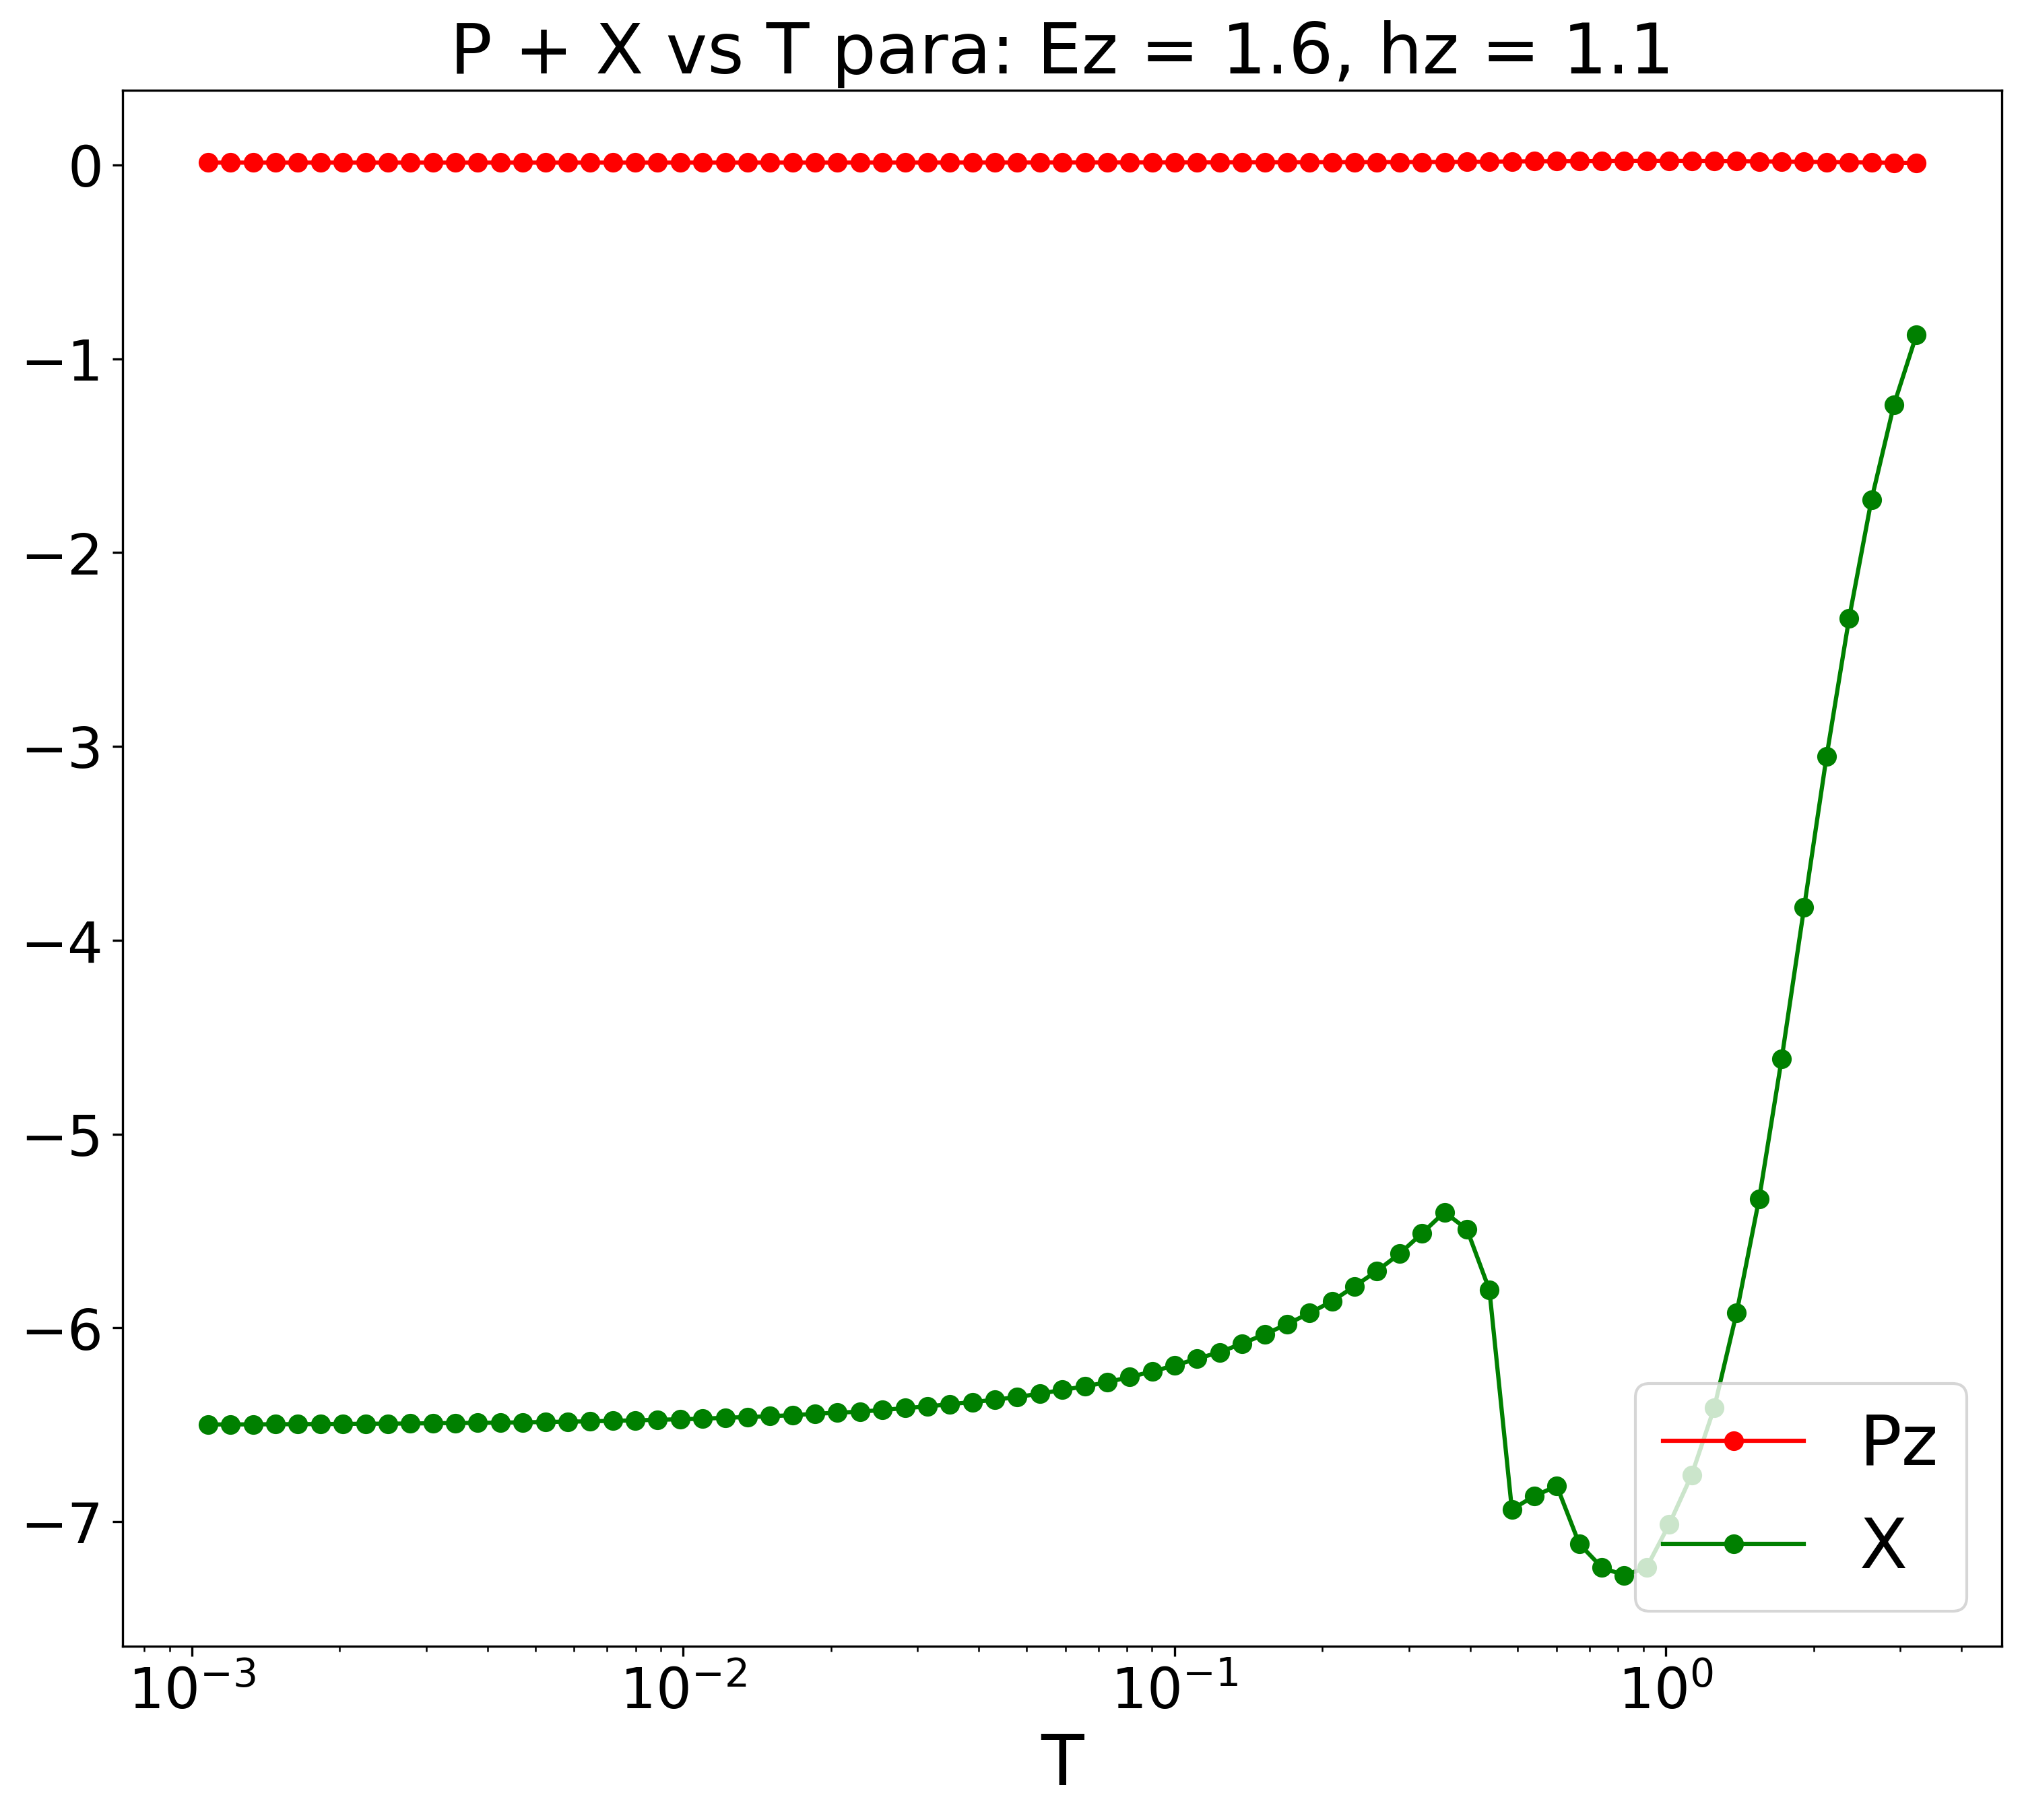 P + X vs T para: Ez = 1.6, hz = 1.1
0
−1
−2
−3
−4
−5
−6
−7
Pz
X
10⁻³ 10⁻² 10⁻¹ 10⁰
T